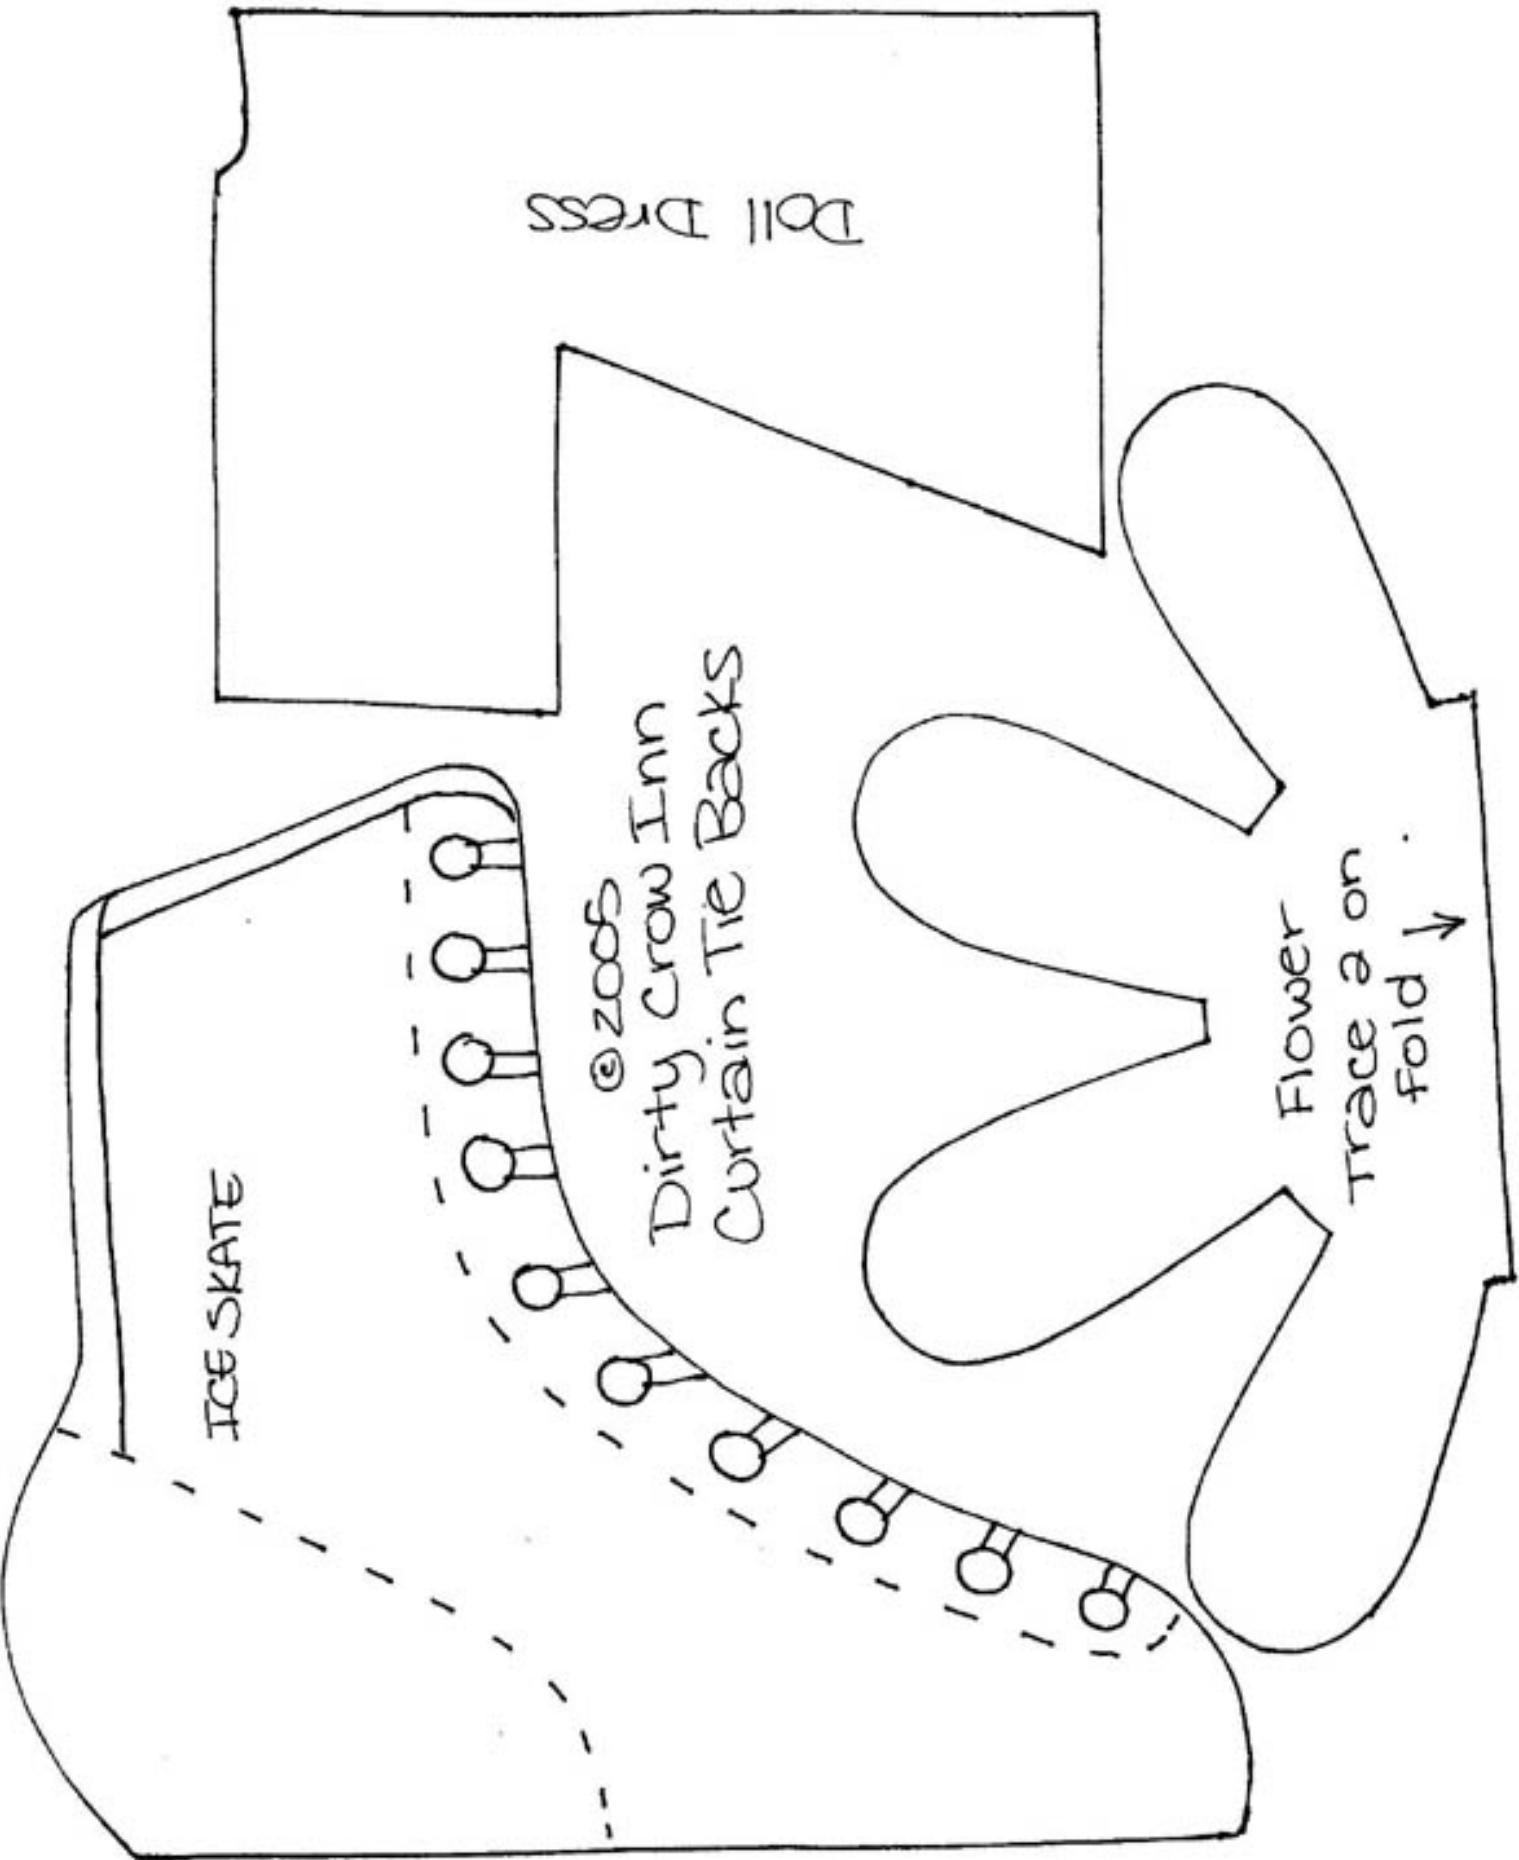 Doll Dress
©2005
Dirty Crow Inn
Curtain Tie Backs
ICE SKATE
Flower
Trace 2 on
fold